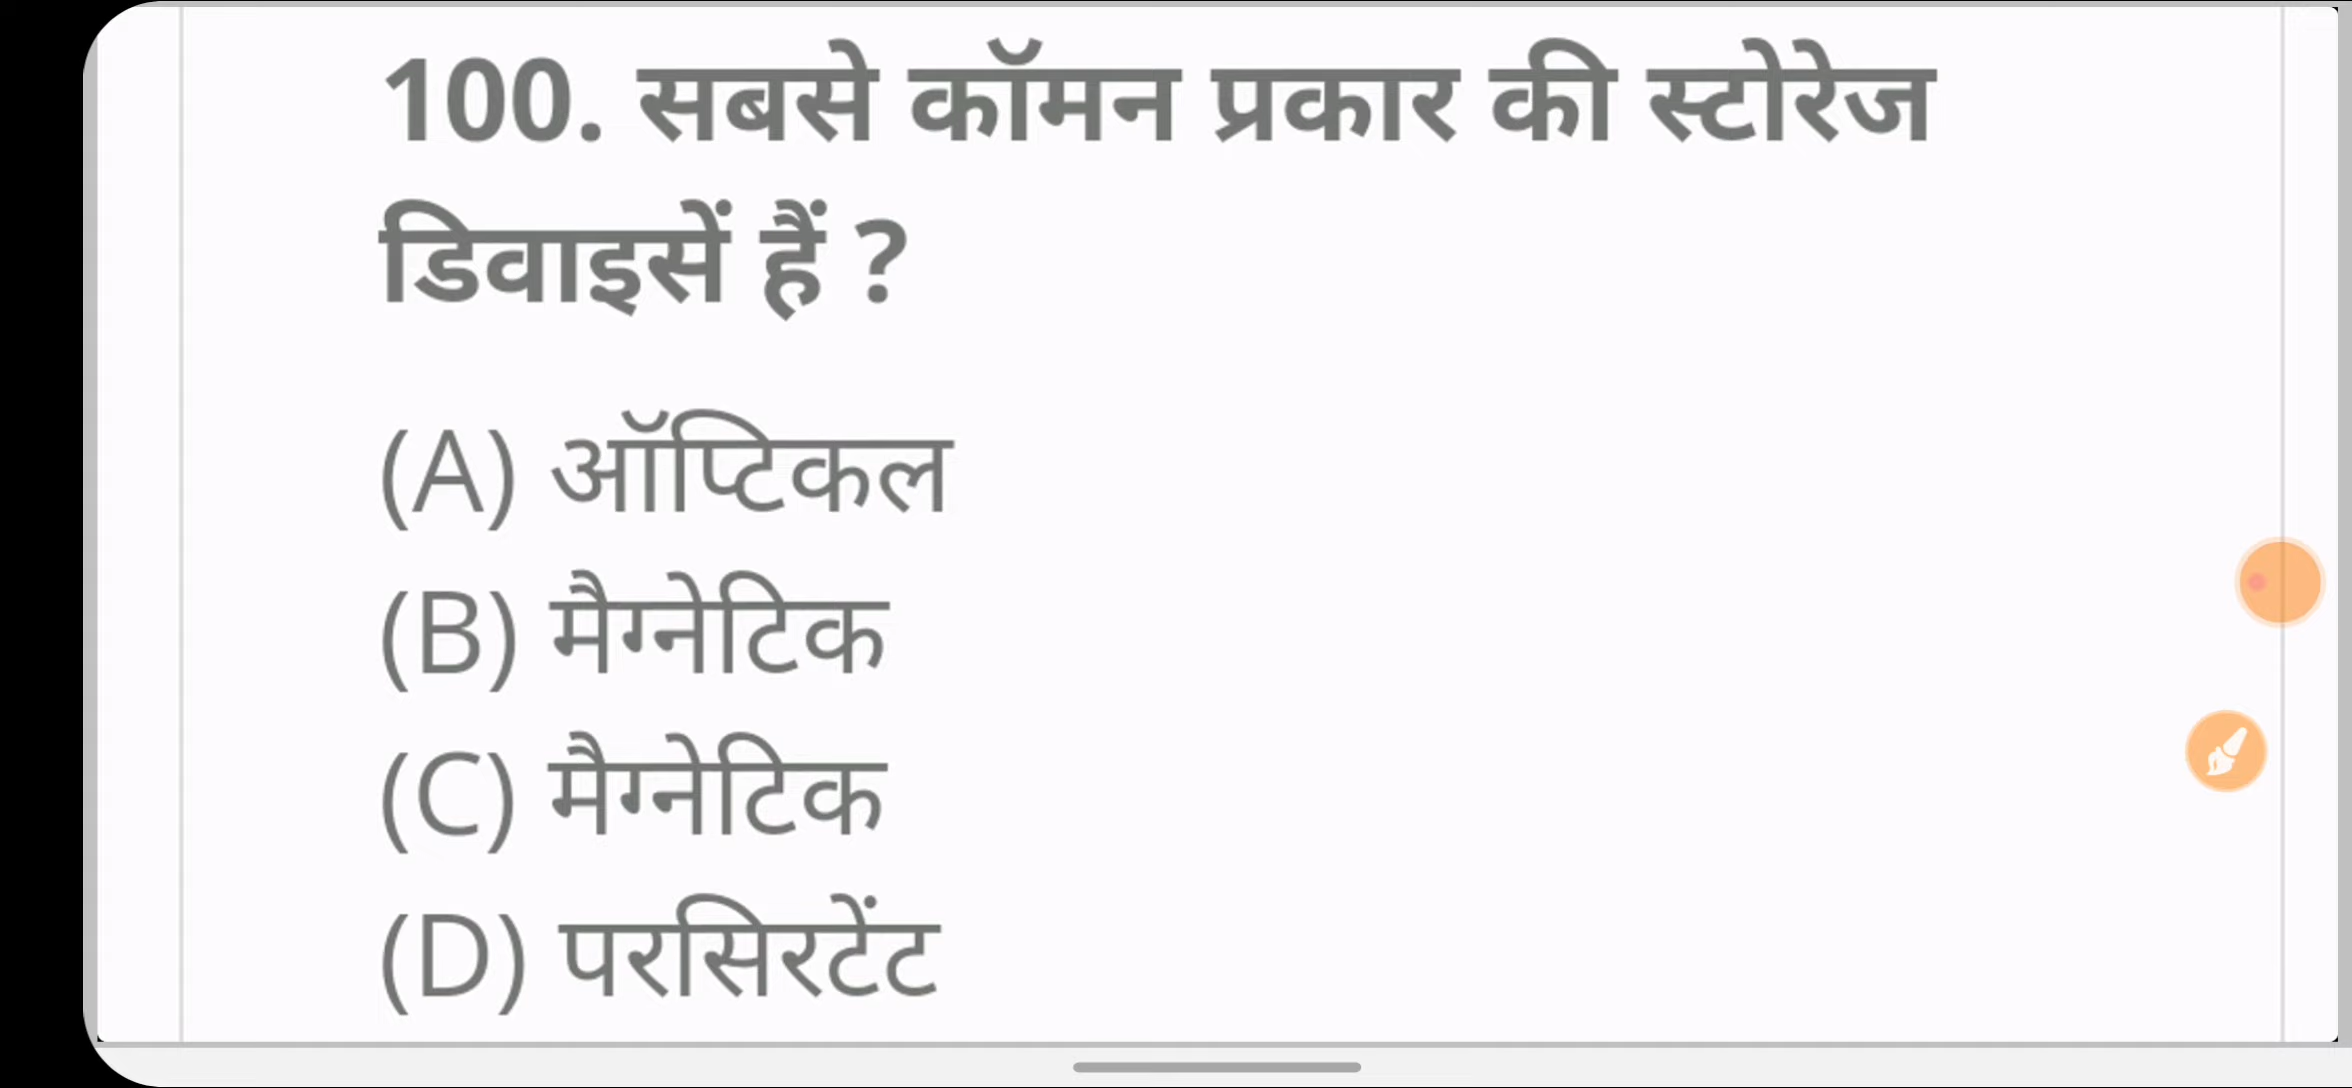 100. सबसे कॉमन प्रकार की स्टोरेज
डिवाइसें हैं ?
(A) ऑप्टिकल
(B) मैग्नेटिक
(C) मैग्नेटिक
(D) परसिरटेंट